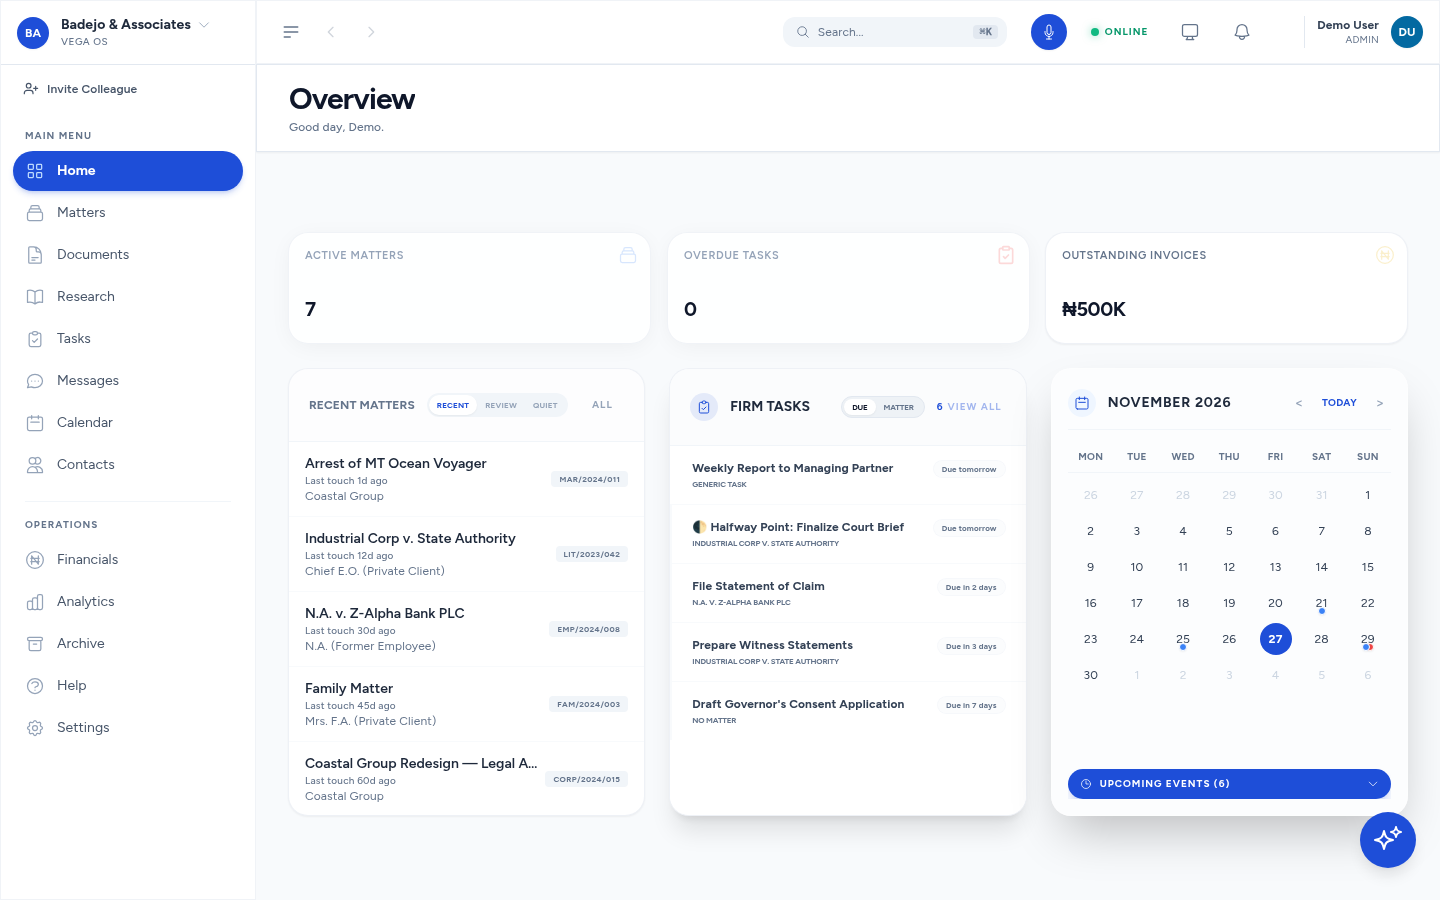 BA
Badejo & Associates
VEGA OS
Search...
⌘K
ONLINE
Demo User
ADMIN
DU
Invite Colleague
MAIN MENU
Home
Matters
Documents
Research
Tasks
Messages
Calendar
Contacts
OPERATIONS
Financials
Analytics
Archive
Help
Settings
Overview
Good day, Demo.
ACTIVE MATTERS
7
OVERDUE TASKS
0
OUTSTANDING INVOICES
₦500K
RECENT MATTERS RECENT REVIEW QUIET ALL
Arrest of MT Ocean Voyager
Last touch 1d ago
Coastal Group
MAR/2024/011
Industrial Corp v. State Authority
Last touch 12d ago
Chief E.O. (Private Client)
LIT/2023/042
N.A. v. Z-Alpha Bank PLC
Last touch 30d ago
N.A. (Former Employee)
EMP/2024/008
Family Matter
Last touch 45d ago
Mrs. F.A. (Private Client)
FAM/2024/003
Coastal Group Redesign — Legal A...
Last touch 60d ago
Coastal Group
CORP/2024/015
FIRM TASKS DUE MATTER 6 VIEW ALL
Weekly Report to Managing Partner
GENERIC TASK
Due tomorrow
🌓 Halfway Point: Finalize Court Brief
INDUSTRIAL CORP V. STATE AUTHORITY
Due tomorrow
File Statement of Claim
N.A. V. Z-ALPHA BANK PLC
Due in 2 days
Prepare Witness Statements
INDUSTRIAL CORP V. STATE AUTHORITY
Due in 3 days
Draft Governor's Consent Application
NO MATTER
Due in 7 days
NOVEMBER 2026 < TODAY >
MON TUE WED THU FRI SAT SUN
26 27 28 29 30 31 1
2 3 4 5 6 7 8
9 10 11 12 13 14 15
16 17 18 19 20 21 22
23 24 25 26 27 28 29
30 1 2 3 4 5 6
UPCOMING EVENTS (6)